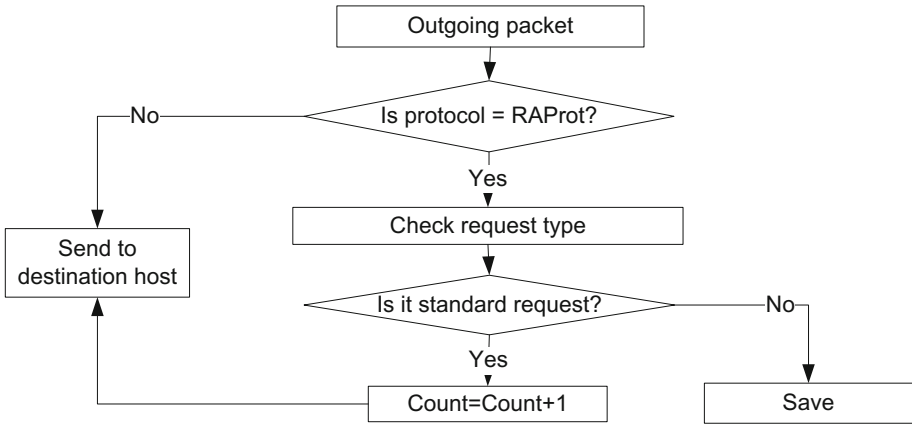 Outgoing packet
Is protocol = RAProt?
No
Yes
Check request type
Send to
destination host
Is it standard request?
No
Yes
Count=Count+1
Save